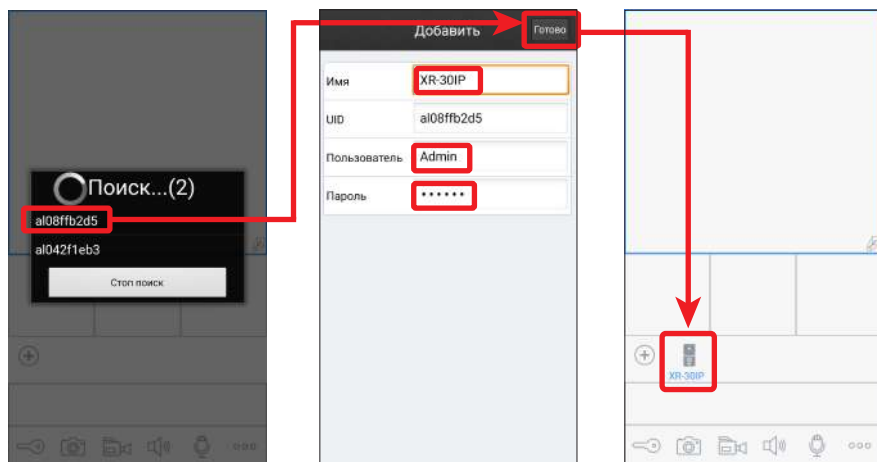 Поиск...(2)
al08ffb2d5
al042f1eb3
Стоп поиск
Добавить
Готово
Имя
XR-30IP
UID
al08ffb2d5
Пользователь
Admin
Пароль
••••••
XR-30IP